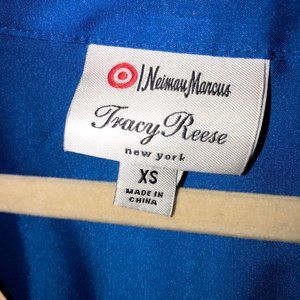 Neiman Marcus
Tracy Reese
new york
XS
MADE IN
CHINA